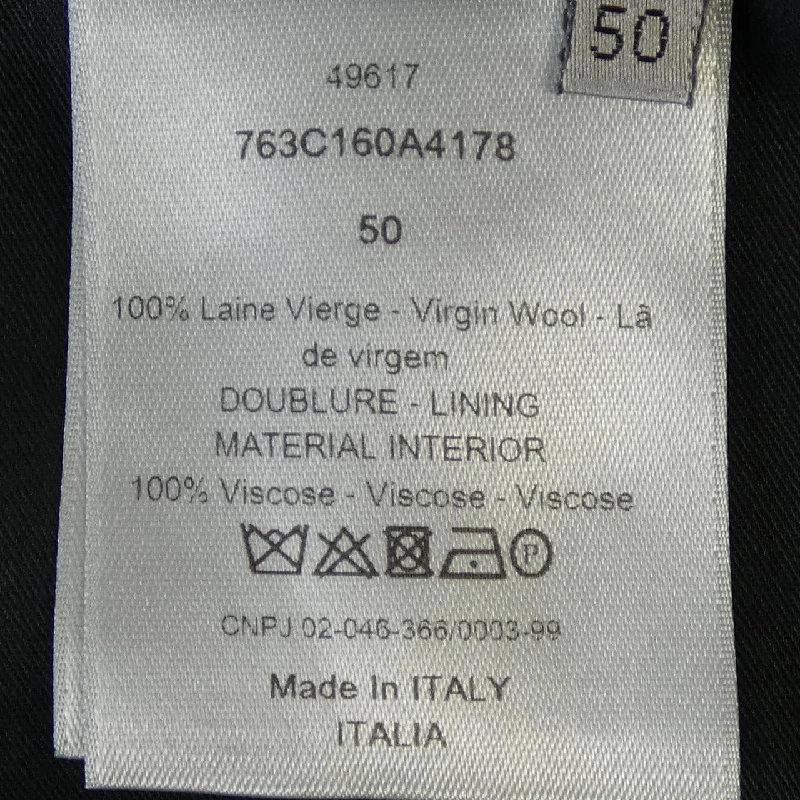 50
49617
763C160A4178
50
100% Laine Vierge - Virgin Wool - Lã
de virgem
DOUBLURE - LINING
MATERIAL INTERIOR
100% Viscose - Viscose - Viscose
P
CNPJ 02-046-366/0003-99
Made In ITALY
ITALIA